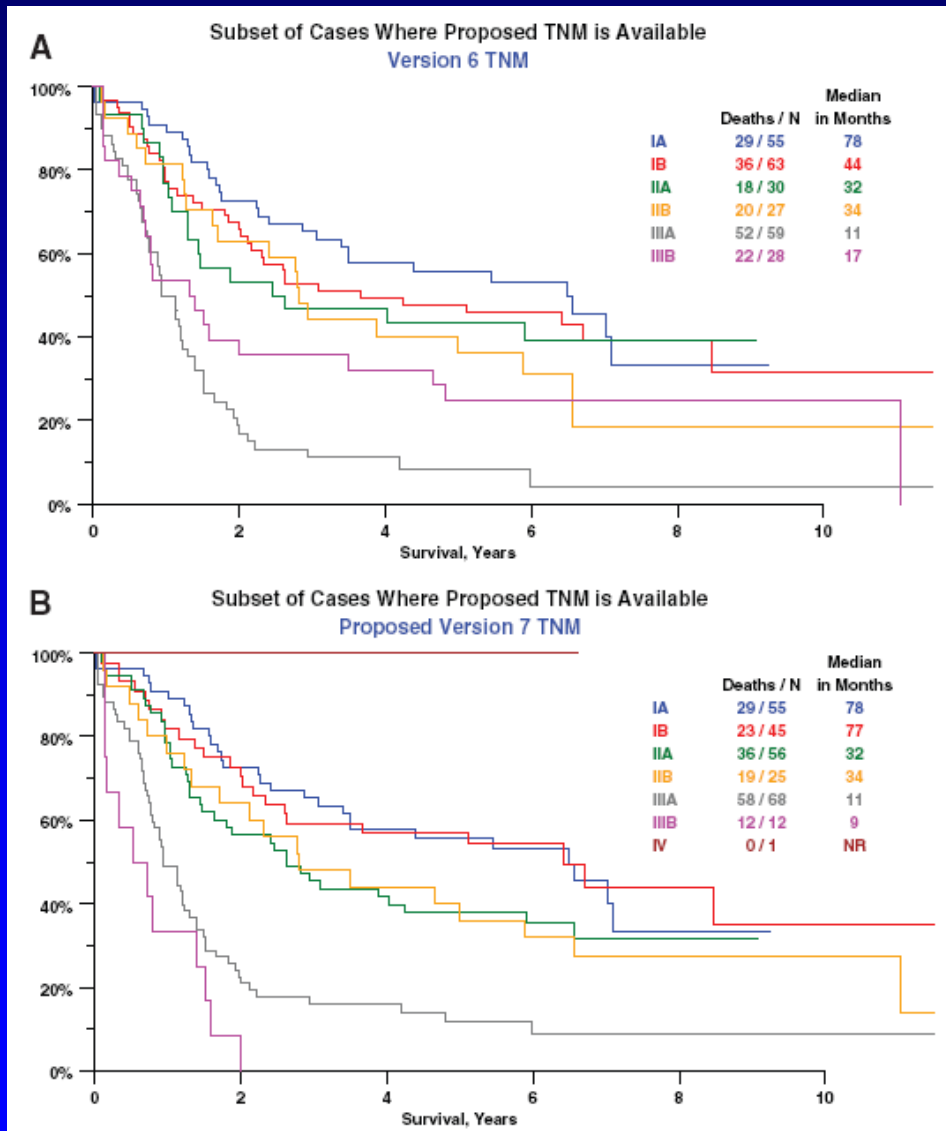 A
Subset of Cases Where Proposed TNM is Available
Version 6 TNM
Deaths / N Median in Months
IA 29 / 55 78
IB 36 / 63 44
IIA 18 / 30 32
IIB 20 / 27 34
IIIA 52 / 59 11
IIIB 22 / 28 17
100%
80%
60%
40%
20%
0%
0 2 4 6 8 10
Survival, Years
B
Subset of Cases Where Proposed TNM is Available
Proposed Version 7 TNM
Deaths / N Median in Months
IA 29 / 55 78
IB 23 / 45 77
IIA 36 / 56 32
IIB 19 / 25 34
IIIA 58 / 68 11
IIIB 12 / 12 9
IV 0 / 1 NR
100%
80%
60%
40%
20%
0%
0 2 4 6 8 10
Survival, Years